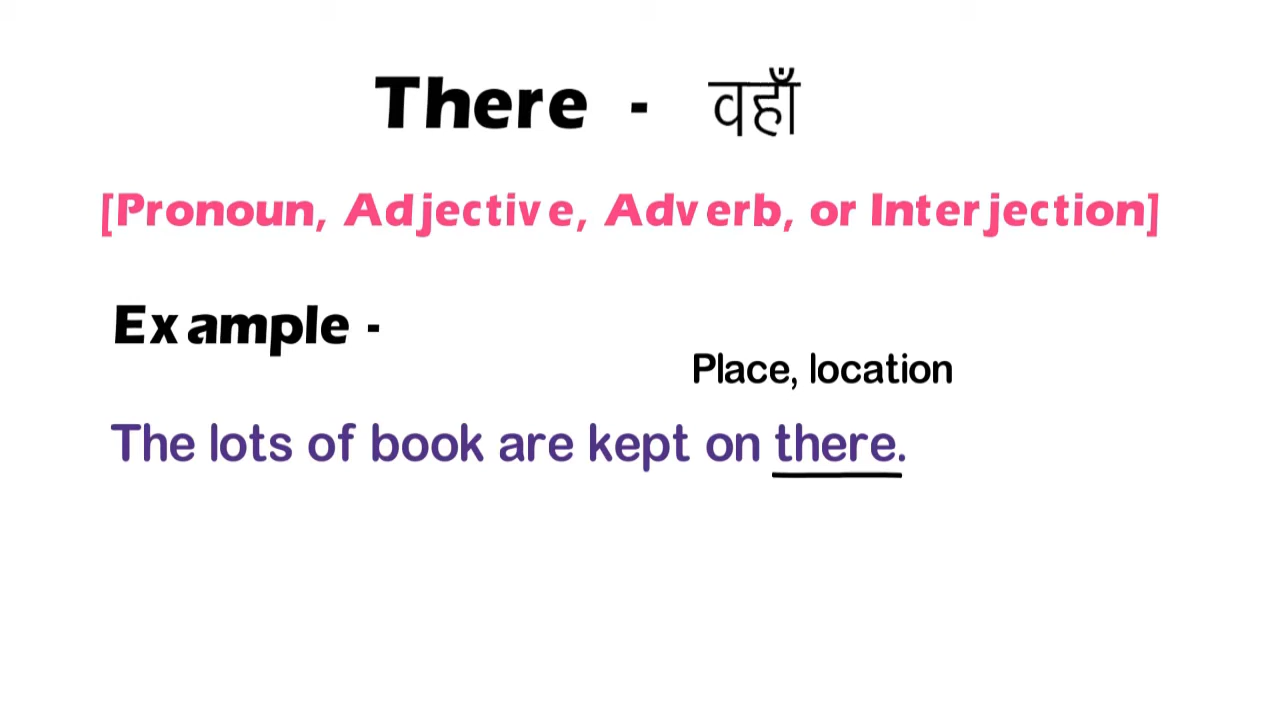 There - वहाँ
[Pronoun, Adjective, Adverb, or Interjection]
Example -
Place, location
The lots of book are kept on there.